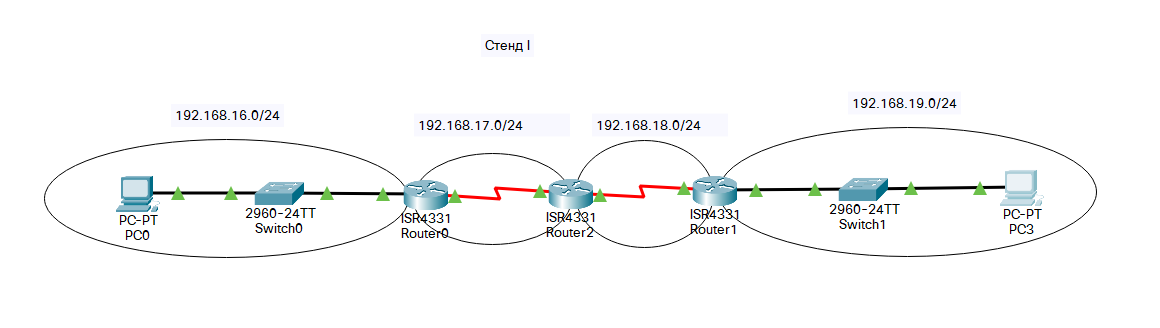 Стенд I
192.168.16.0/24
192.168.17.0/24
192.168.18.0/24
192.168.19.0/24
PC-PT
PC0
2960-24TT
Switch0
ISR4331
Router0
ISR4331
Router2
ISR4331
Router1
2960-24TT
Switch1
PC-PT
PC3